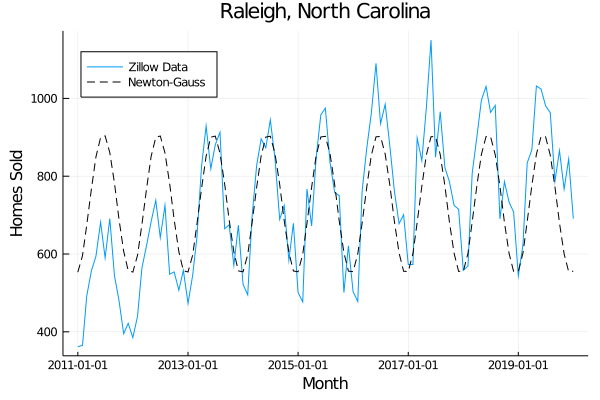 Raleigh, North Carolina
Zillow Data
Newton-Gauss
Homes Sold
1000
800
600
400
2011-01-01 2013-01-01 2015-01-01 2017-01-01 2019-01-01
Month